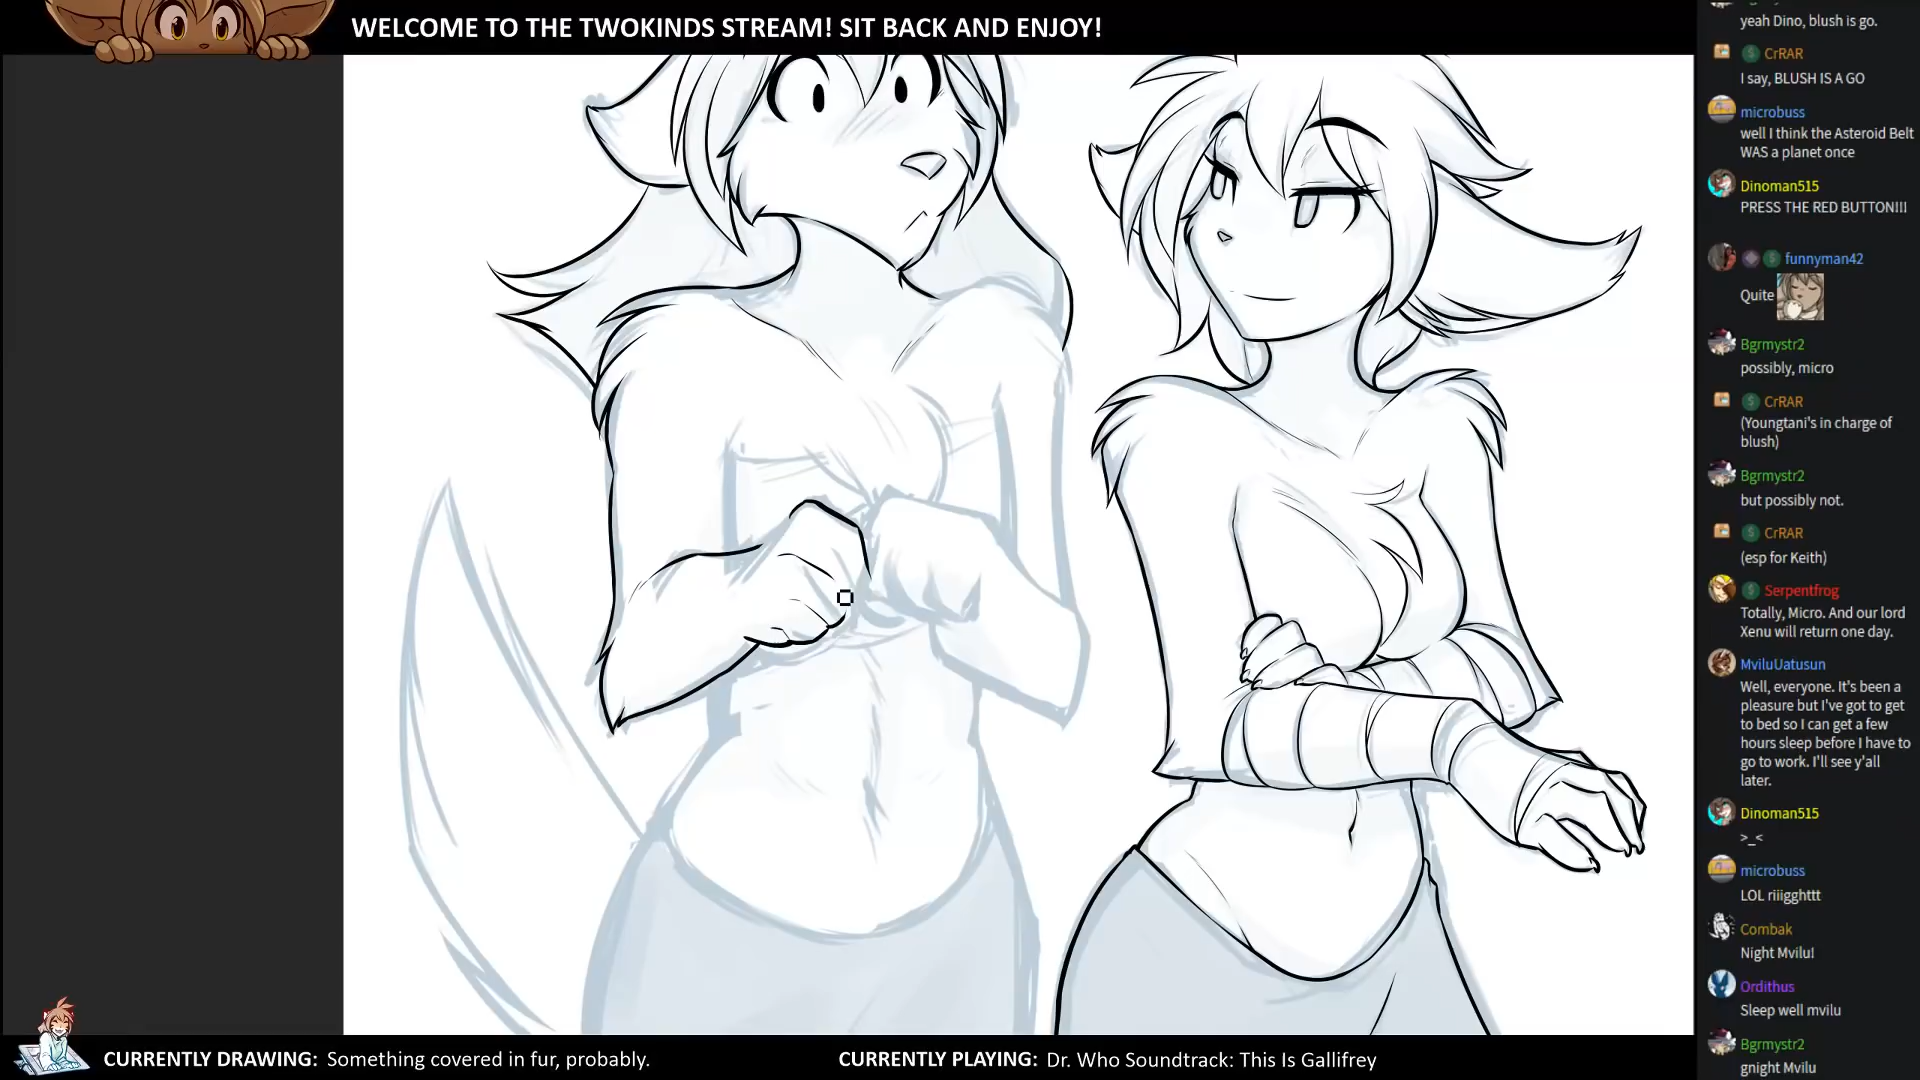 WELCOME TO THE TWOKINDS STREAM! SIT BACK AND ENJOY!
yeah Dino, blush is go.
CrRAR
I say, BLUSH IS A GO
microbuss
well I think the Asteroid Belt
WAS a planet once
Dinoman515
PRESS THE RED BUTTON!!!
funnyman42
Quite
Bgrmystr2
possibly, micro
CrRAR
(Youngtani's in charge of
blush)
Bgrmystr2
but possibly not.
CrRAR
(esp for Keith)
Serpentfrog
Totally, Micro. And our lord
Xenu will return one day.
MviluUatusun
Well, everyone. It's been a
pleasure but I've got to get
to bed so I can get a few
hours sleep before I have to
go to work. I'll see y'all
later.
Dinoman515
>_<
microbuss
LOL riiigghttt
Combak
Night Mvilu!
Ordithus
Sleep well mvilu
Bgrmystr2
gnight Mvilu
CURRENTLY DRAWING: Something covered in fur, probably.
CURRENTLY PLAYING: Dr. Who Soundtrack: This Is Gallifrey